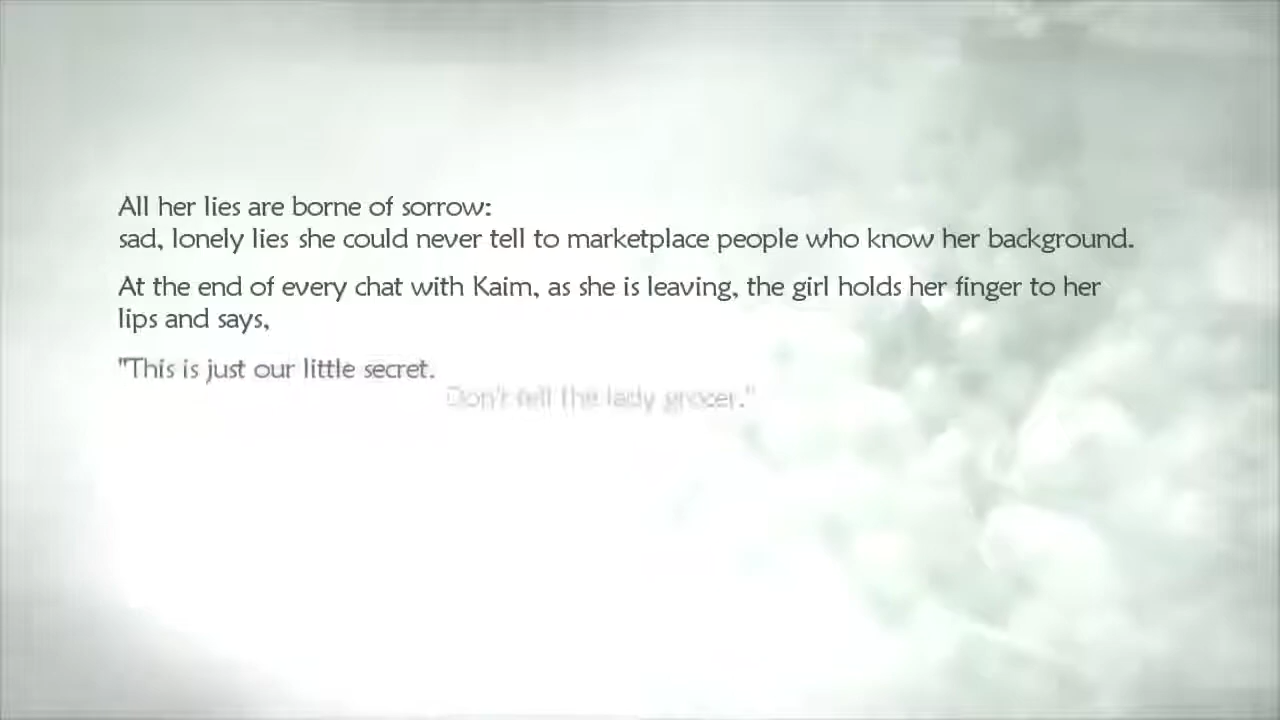 All her lies are borne of sorrow:
sad, lonely lies she could never tell to marketplace people who know her background.
At the end of every chat with Kaim, as she is leaving, the girl holds her finger to her
lips and says,
"This is just our little secret.
Don't tell the lady grocer."